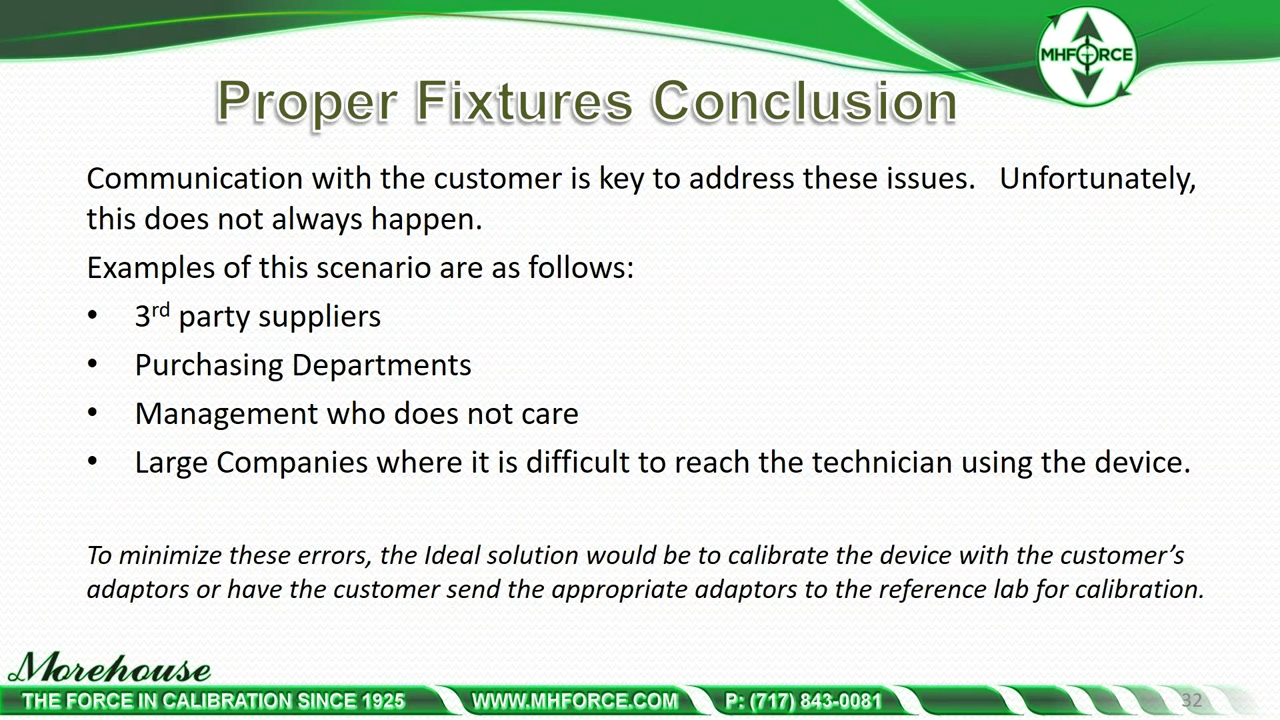 MHFORCE
Proper Fixtures Conclusion
Communication with the customer is key to address these issues.   Unfortunately,
this does not always happen.
Examples of this scenario are as follows:
• 3rd party suppliers
• Purchasing Departments
• Management who does not care
• Large Companies where it is difficult to reach the technician using the device.
To minimize these errors, the Ideal solution would be to calibrate the device with the customer’s
adaptors or have the customer send the appropriate adaptors to the reference lab for calibration.
Morehouse
THE FORCE IN CALIBRATION SINCE 1925 WWW.MHFORCE.COM P: (717) 843-0081 32